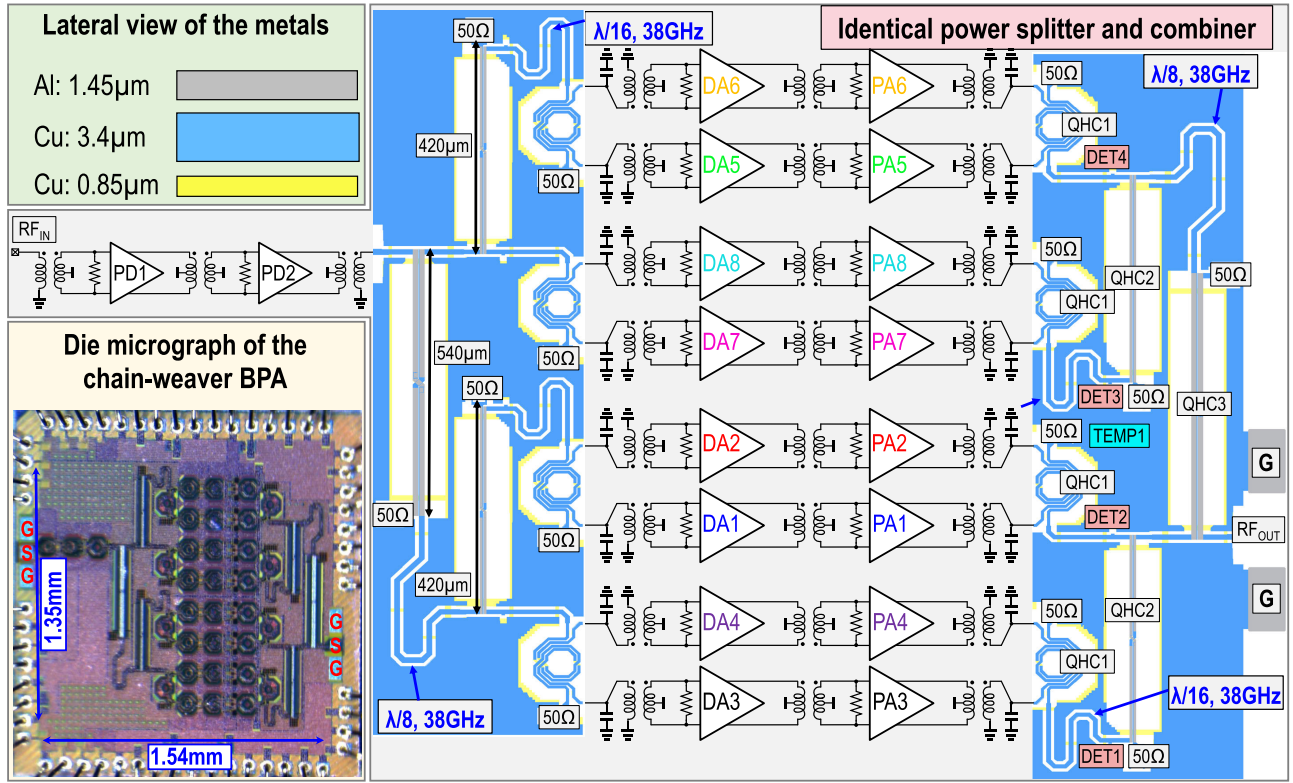 Lateral view of the metals
Al: 1.45µm
Cu: 3.4µm
Cu: 0.85µm
RF_IN
PD1
PD2
Die micrograph of the
chain-weaver BPA
G
S
G
1.35mm
G
S
G
1.54mm
50Ω
λ/16, 38GHz
420µm
50Ω
540µm
50Ω
50Ω
50Ω
50Ω
420µm
50Ω
λ/8, 38GHz
Identical power splitter and combiner
DA6
PA6
DA5
PA5
DA8
PA8
DA7
PA7
DA2
PA2
DA1
PA1
DA4
PA4
DA3
PA3
50Ω
λ/8, 38GHz
QHC1
DET4
50Ω
QHC2
50Ω
QHC1
DET3
50Ω
QHC3
50Ω
TEMP1
G
QHC1
DET2
RF_OUT
50Ω
QHC2
G
QHC1
λ/16, 38GHz
DET1
50Ω